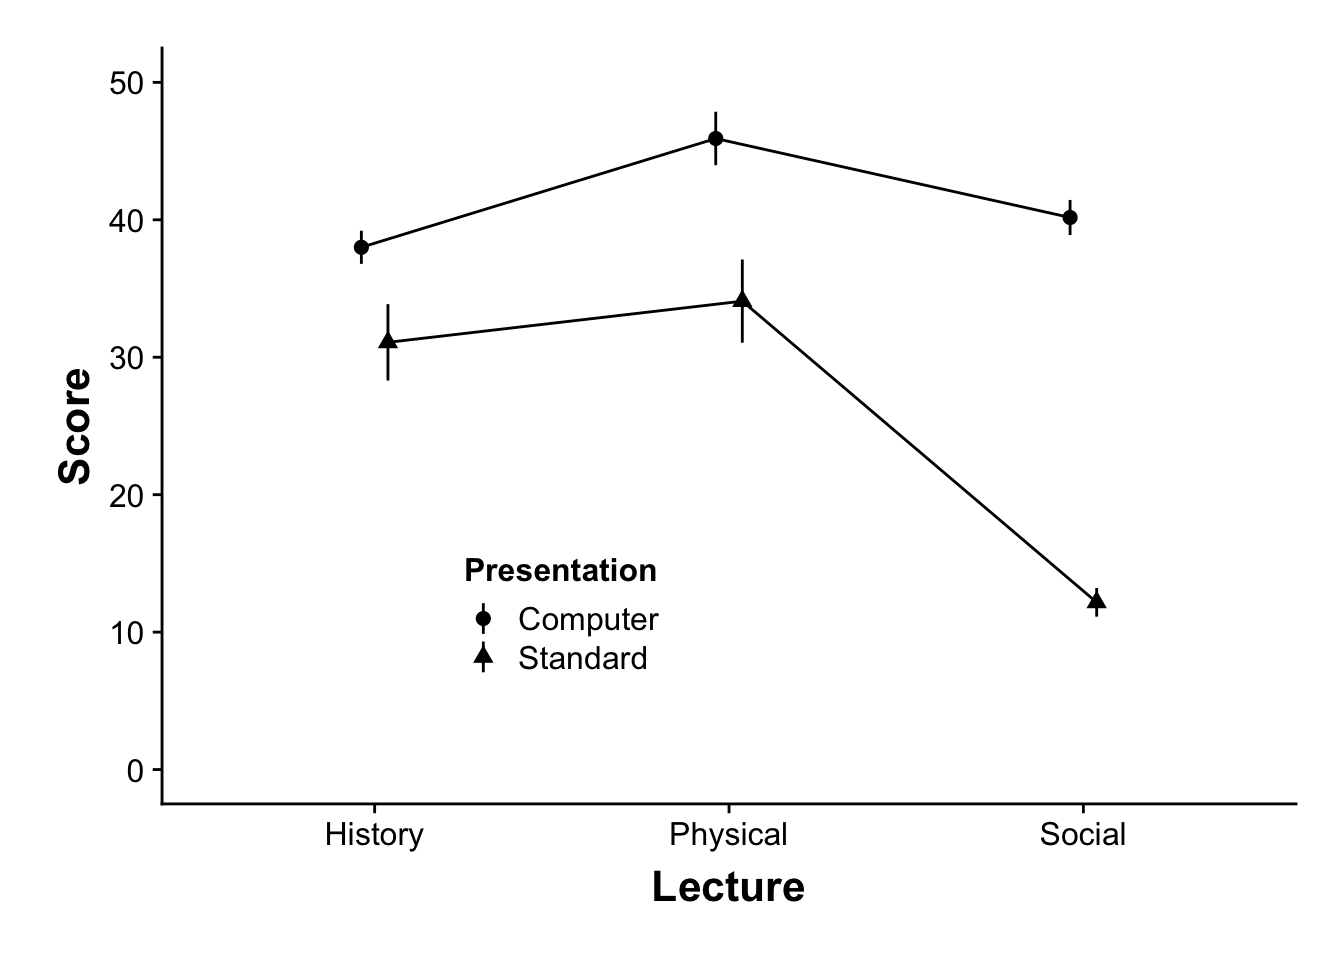 50
40
30
20
10
0
Score
Presentation
Computer
Standard
History Physical Social
Lecture